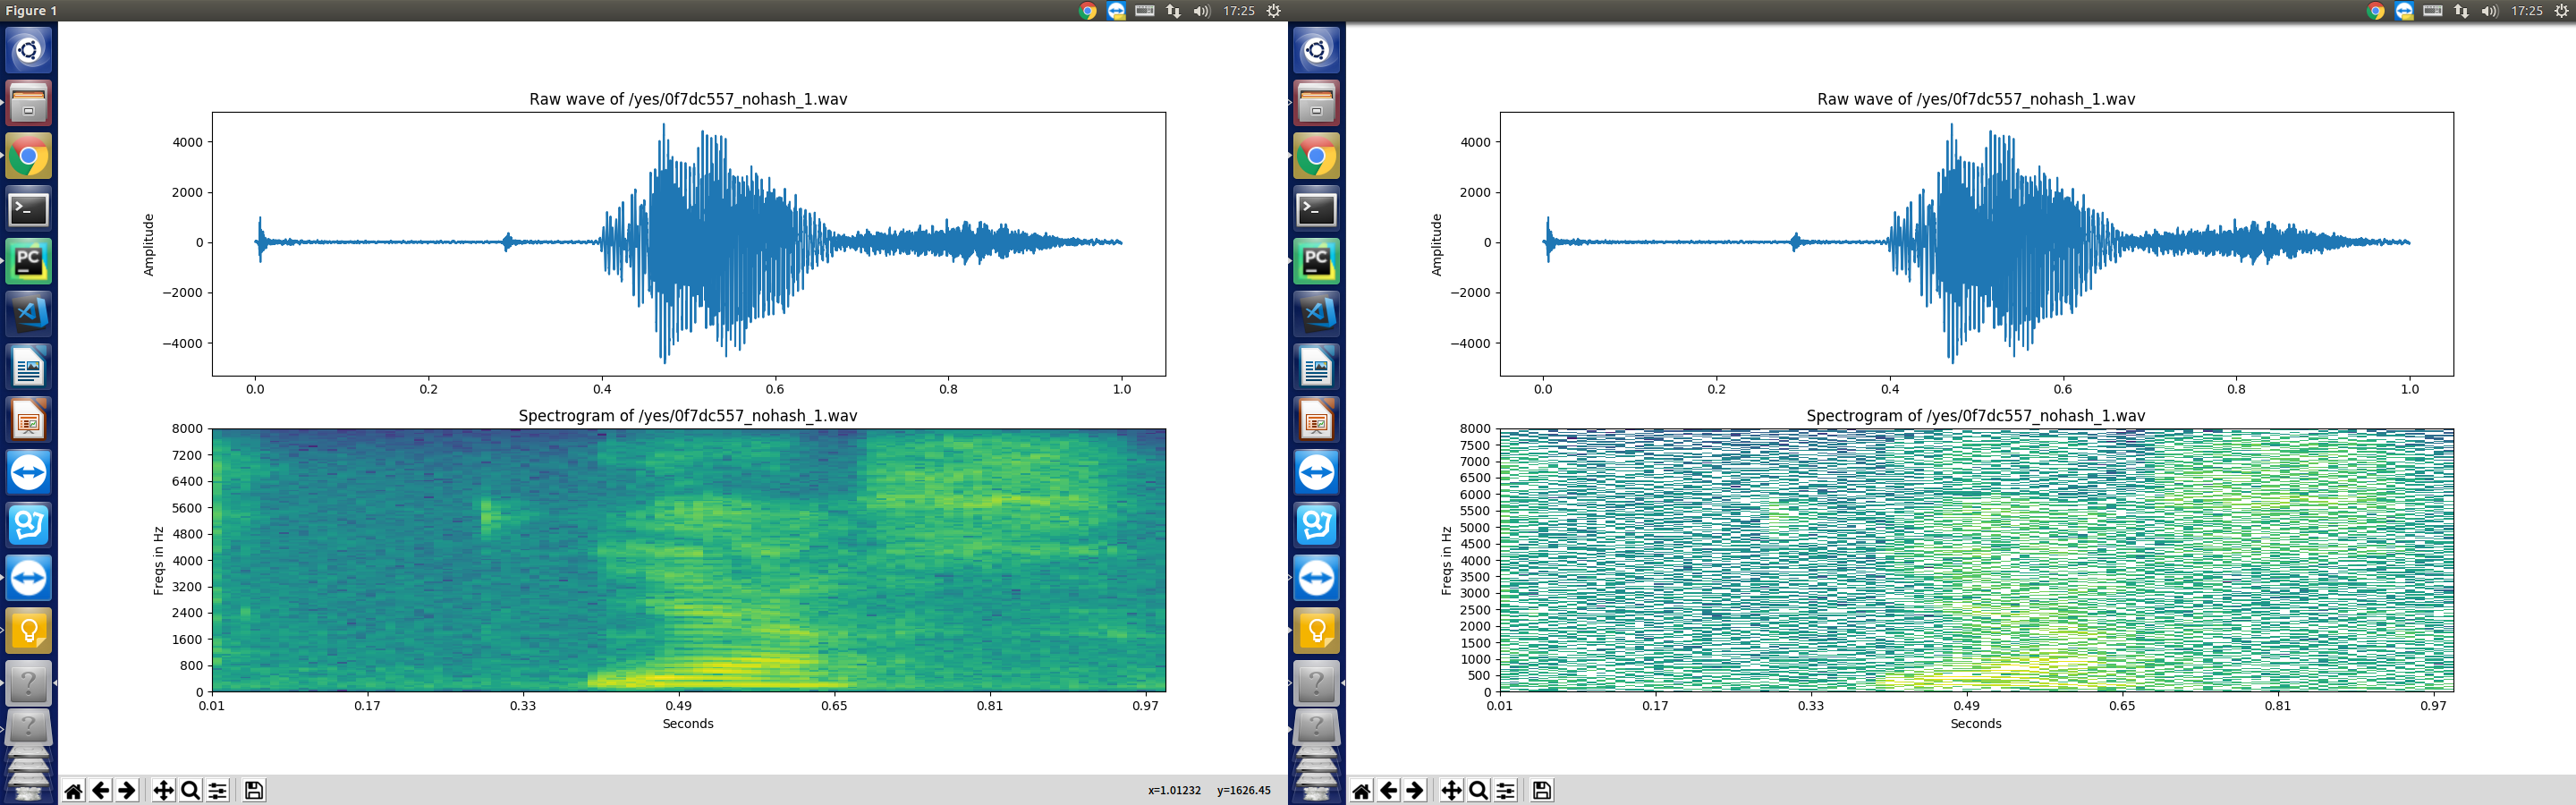 Figure 1
17:25
17:25
Raw wave of /yes/0f7dc557_nohash_1.wav
4000
2000
0
−2000
−4000
Amplitude
0.0 0.2 0.4 0.6 0.8 1.0
Spectrogram of /yes/0f7dc557_nohash_1.wav
8000
7200
6400
5600
4800
4000
3200
2400
1600
800
0
Freqs in Hz
0.01 0.17 0.33 0.49 0.65 0.81 0.97
Seconds
x=1.01232 y=1626.45
Raw wave of /yes/0f7dc557_nohash_1.wav
4000
2000
0
−2000
−4000
Amplitude
0.0 0.2 0.4 0.6 0.8 1.0
Spectrogram of /yes/0f7dc557_nohash_1.wav
8000
7500
7000
6500
6000
5500
5000
4500
4000
3500
3000
2500
2000
1500
1000
500
0
Freqs in Hz
0.01 0.17 0.33 0.49 0.65 0.81 0.97
Seconds
>_
PC
>_
PC